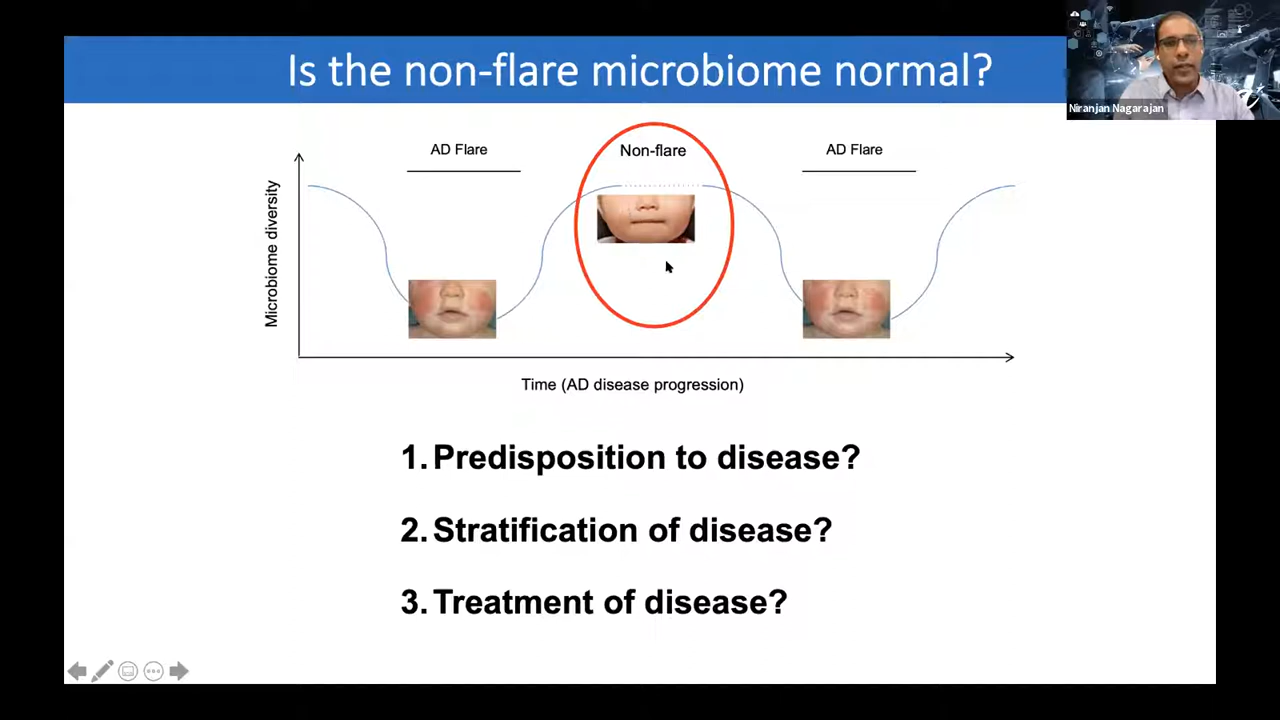 Is the non-flare microbiome normal?
Niranjan Nagarajan
AD Flare
Non-flare
AD Flare
Microbiome diversity
Time (AD disease progression)
1. Predisposition to disease?
2. Stratification of disease?
3. Treatment of disease?